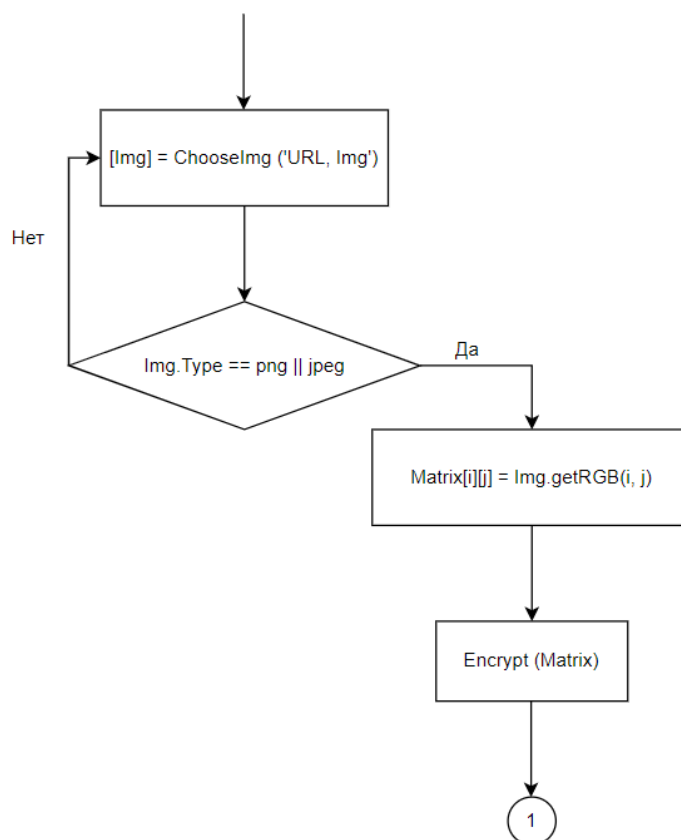 [Img] = ChooseImg ('URL, Img')
Нет
Img.Type == png || jpeg
Да
Matrix[i][j] = Img.getRGB(i, j)
Encrypt (Matrix)
1